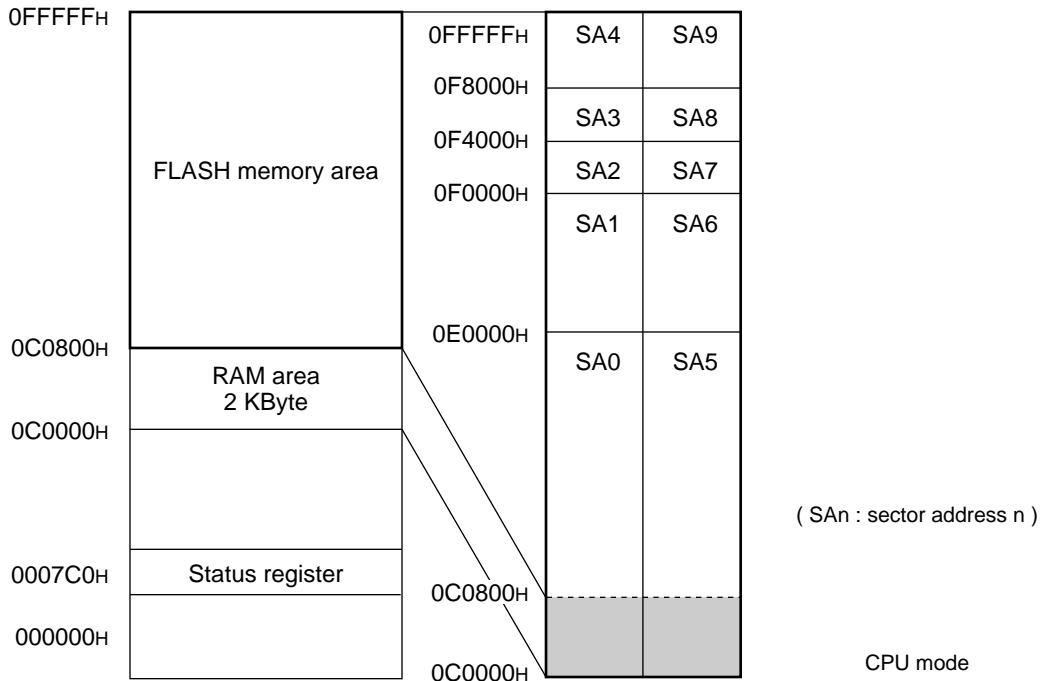 0FFFFFH
FLASH memory area
0C0800H
RAM area
2 KByte
0C0000H
0007C0H
Status register
000000H
0FFFFFH
SA4 SA9
0F8000H
SA3 SA8
0F4000H
SA2 SA7
0F0000H
SA1 SA6
0E0000H
SA0 SA5
0C0800H
0C0000H
( SAn : sector address n )
CPU mode